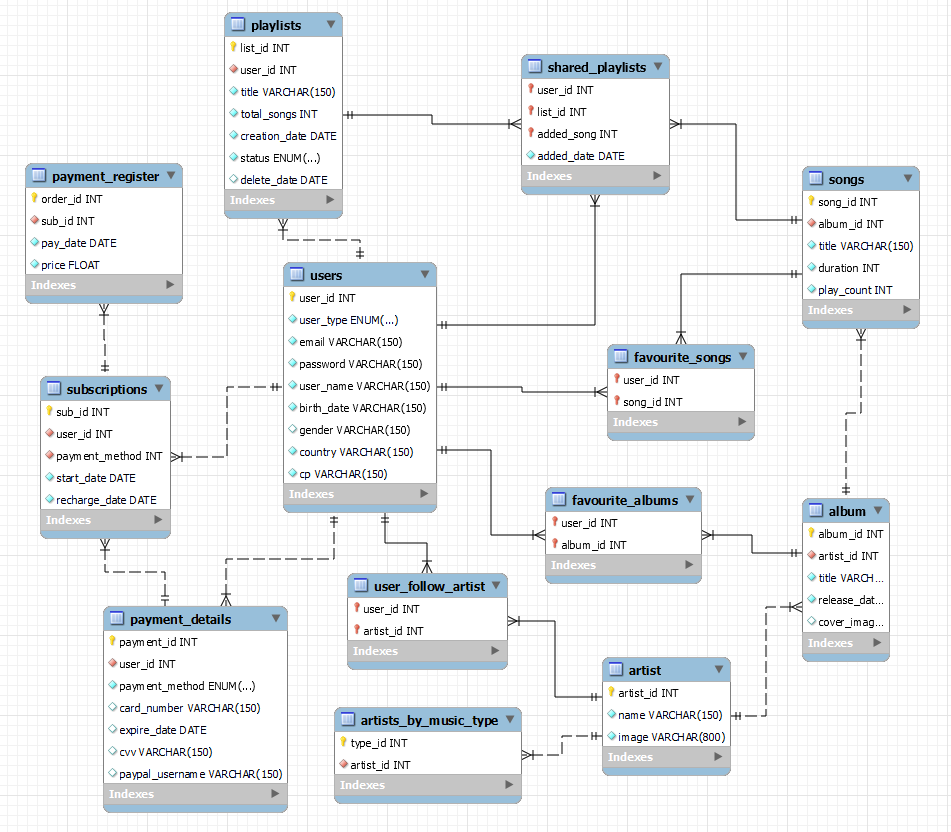 playlists
list_id INT
user_id INT
title VARCHAR(150)
total_songs INT
creation_date DATE
status ENUM(...)
delete_date DATE
Indexes
shared_playlists
user_id INT
list_id INT
added_song INT
added_date DATE
Indexes
payment_register
order_id INT
sub_id INT
pay_date DATE
price FLOAT
Indexes
songs
song_id INT
album_id INT
title VARCHAR(150)
duration INT
play_count INT
Indexes
users
user_id INT
user_type ENUM(...)
email VARCHAR(150)
password VARCHAR(150)
user_name VARCHAR(150)
birth_date VARCHAR(150)
gender VARCHAR(150)
country VARCHAR(150)
cp VARCHAR(150)
Indexes
favourite_songs
user_id INT
song_id INT
Indexes
subscriptions
sub_id INT
user_id INT
payment_method INT
start_date DATE
recharge_date DATE
Indexes
favourite_albums
user_id INT
album_id INT
Indexes
album
album_id INT
artist_id INT
title VARCH...
release_dat...
cover_imag...
Indexes
user_follow_artist
user_id INT
artist_id INT
Indexes
payment_details
payment_id INT
user_id INT
payment_method ENUM(...)
card_number VARCHAR(150)
expire_date DATE
cvv VARCHAR(150)
paypal_username VARCHAR(150)
Indexes
artist
artist_id INT
name VARCHAR(150)
image VARCHAR(800)
Indexes
artists_by_music_type
type_id INT
artist_id INT
Indexes